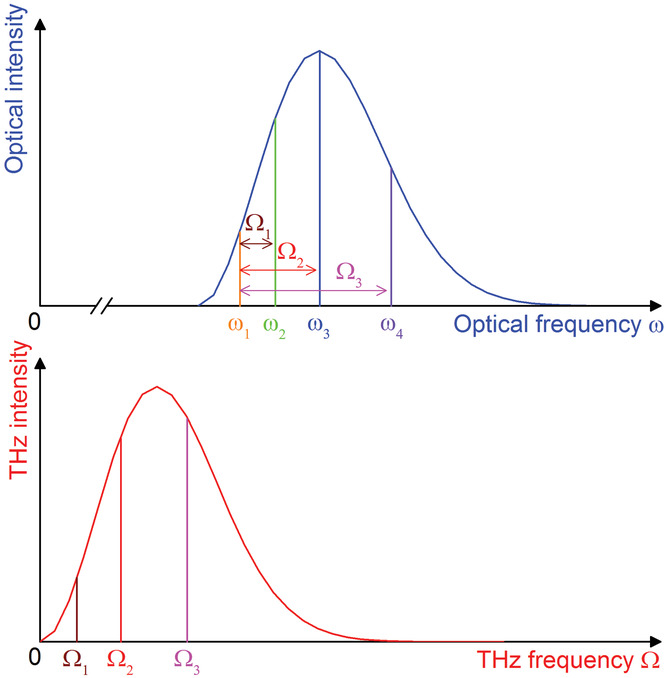 Optical intensity
Ω1
Ω2
Ω3
0
ω1 ω2 ω3 ω4 Optical frequency ω
THz intensity
0
Ω1 Ω2 Ω3 THz frequency Ω